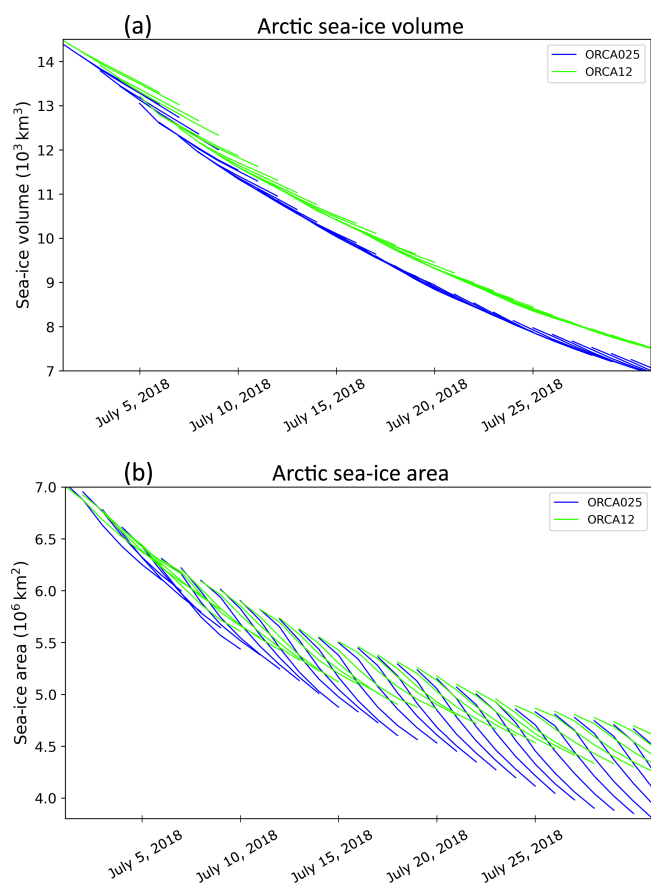 (a) Arctic sea-ice volume
ORCA025
ORCA12
Sea-ice volume (10³ km³)
14
13
12
11
10
9
8
7
July 5, 2018
July 10, 2018
July 15, 2018
July 20, 2018
July 25, 2018
(b) Arctic sea-ice area
ORCA025
ORCA12
Sea-ice area (10⁶ km²)
7.0
6.5
6.0
5.5
5.0
4.5
4.0
July 5, 2018
July 10, 2018
July 15, 2018
July 20, 2018
July 25, 2018